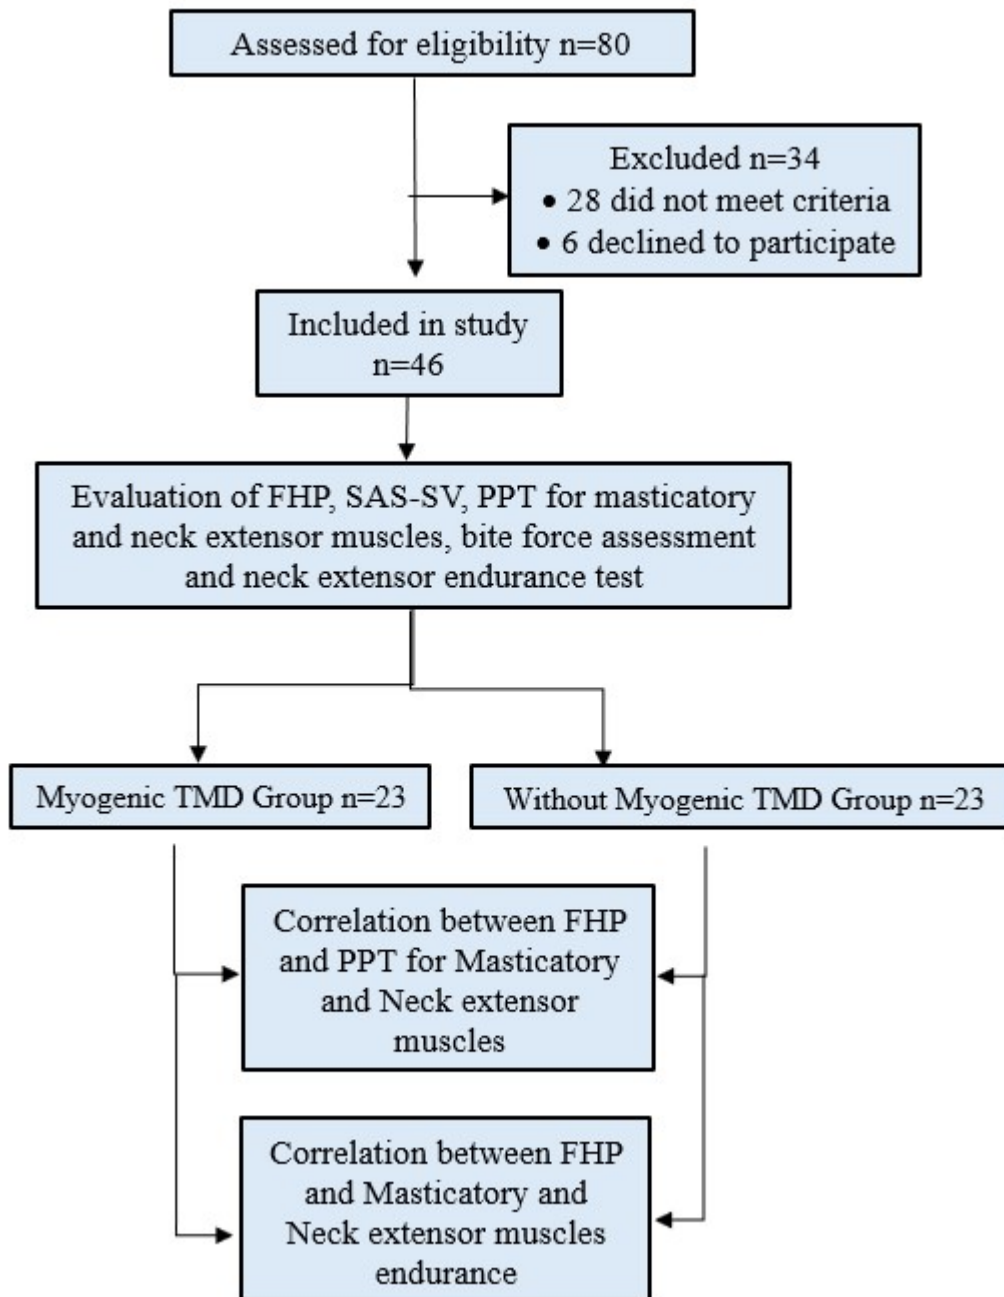 Assessed for eligibility n=80
Excluded n=34
• 28 did not meet criteria
• 6 declined to participate
Included in study
n=46
Evaluation of FHP, SAS-SV, PPT for masticatory
and neck extensor muscles, bite force assessment
and neck extensor endurance test
Myogenic TMD Group n=23
Without Myogenic TMD Group n=23
Correlation between FHP
and PPT for Masticatory
and Neck extensor
muscles
Correlation between FHP
and Masticatory and
Neck extensor muscles
endurance